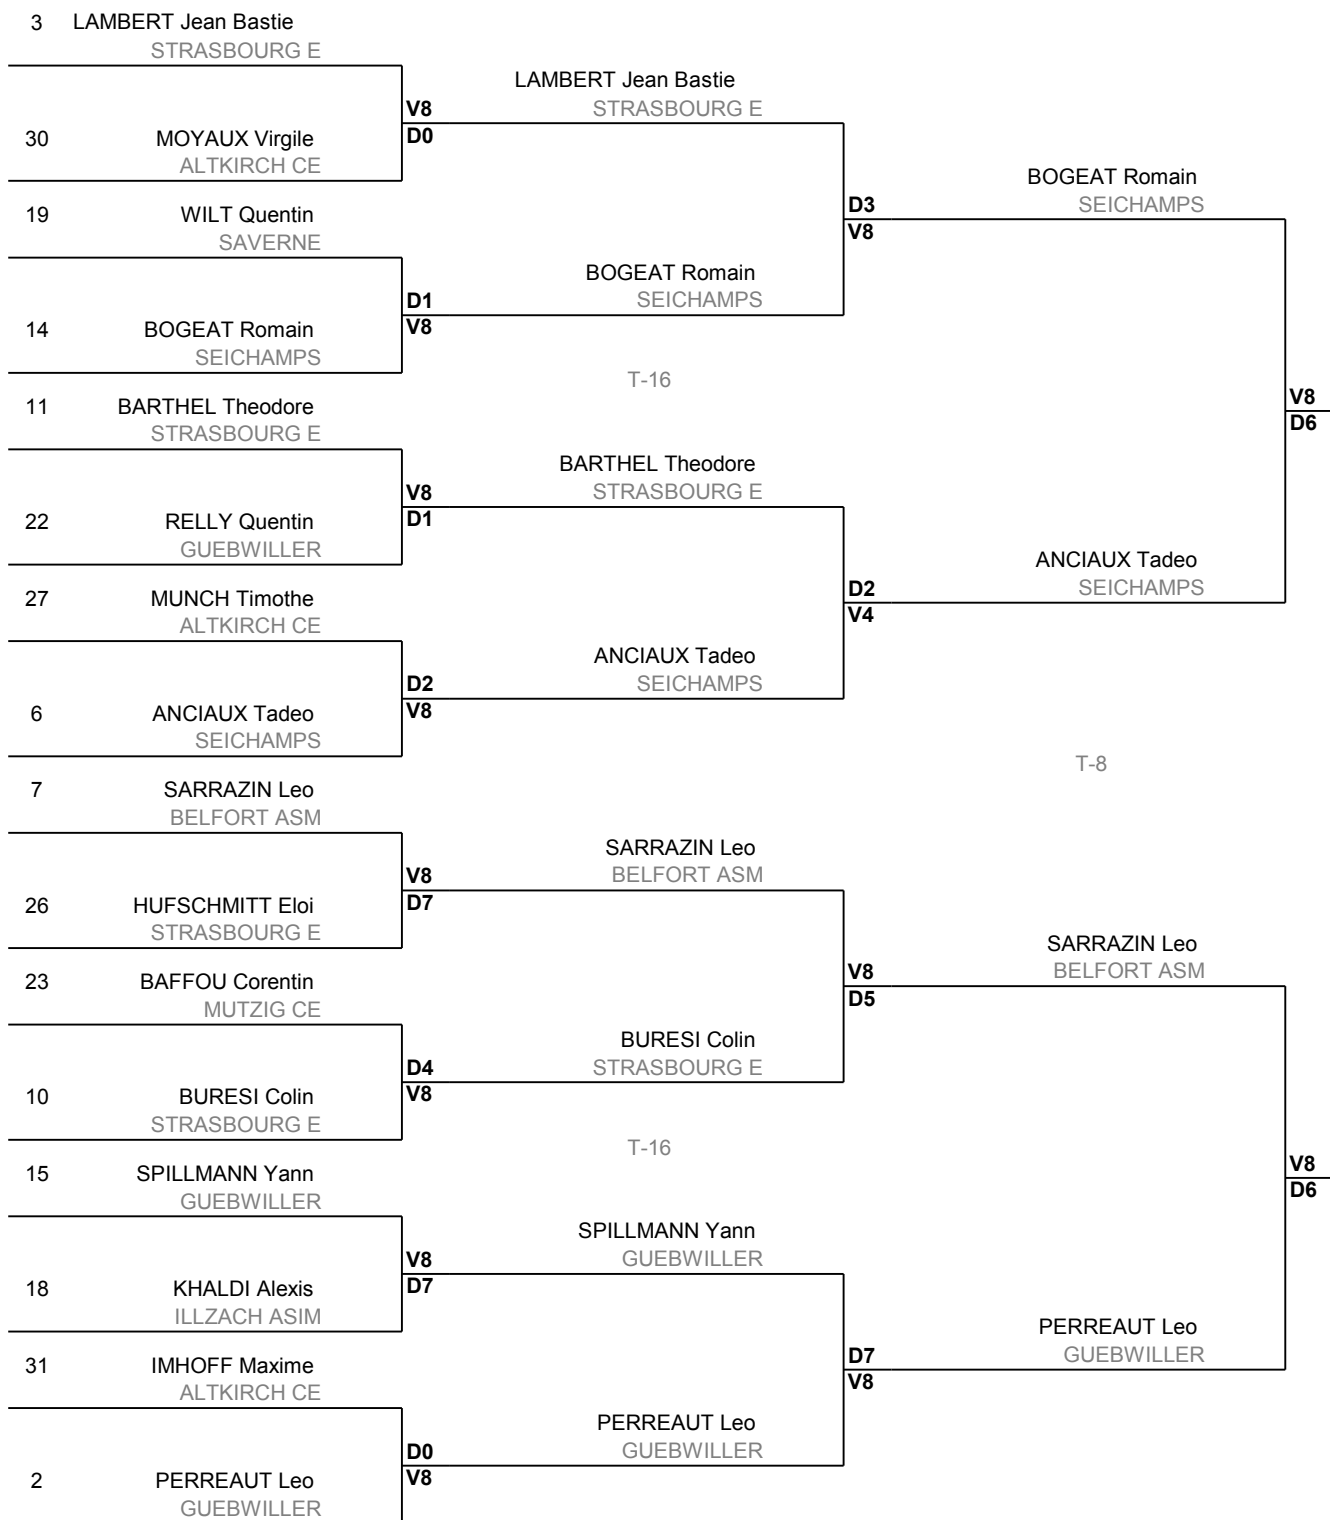 3 LAMBERT Jean Bastie
STRASBOURG E
LAMBERT Jean Bastie
STRASBOURG E
V8
D0
30 MOYAUX Virgile
ALTKIRCH CE
BOGEAT Romain
SEICHAMPS
19 WILT Quentin
SAVERNE
D3
V8
BOGEAT Romain
SEICHAMPS
D1
V8
14 BOGEAT Romain
SEICHAMPS
T-16
11 BARTHEL Theodore
STRASBOURG E
V8
D6
BARTHEL Theodore
STRASBOURG E
V8
D1
22 RELLY Quentin
GUEBWILLER
ANCIAUX Tadeo
SEICHAMPS
27 MUNCH Timothe
ALTKIRCH CE
D2
V4
ANCIAUX Tadeo
SEICHAMPS
D2
V8
6 ANCIAUX Tadeo
SEICHAMPS
T-8
7 SARRAZIN Leo
BELFORT ASM
SARRAZIN Leo
BELFORT ASM
V8
D7
26 HUFSCHMITT Eloi
STRASBOURG E
SARRAZIN Leo
BELFORT ASM
23 BAFFOU Corentin
MUTZIG CE
V8
D5
BURESI Colin
STRASBOURG E
D4
V8
10 BURESI Colin
STRASBOURG E
T-16
15 SPILLMANN Yann
GUEBWILLER
V8
D6
SPILLMANN Yann
GUEBWILLER
V8
D7
18 KHALDI Alexis
ILLZACH ASIM
PERREAUT Leo
GUEBWILLER
31 IMHOFF Maxime
ALTKIRCH CE
D7
V8
PERREAUT Leo
GUEBWILLER
D0
V8
2 PERREAUT Leo
GUEBWILLER